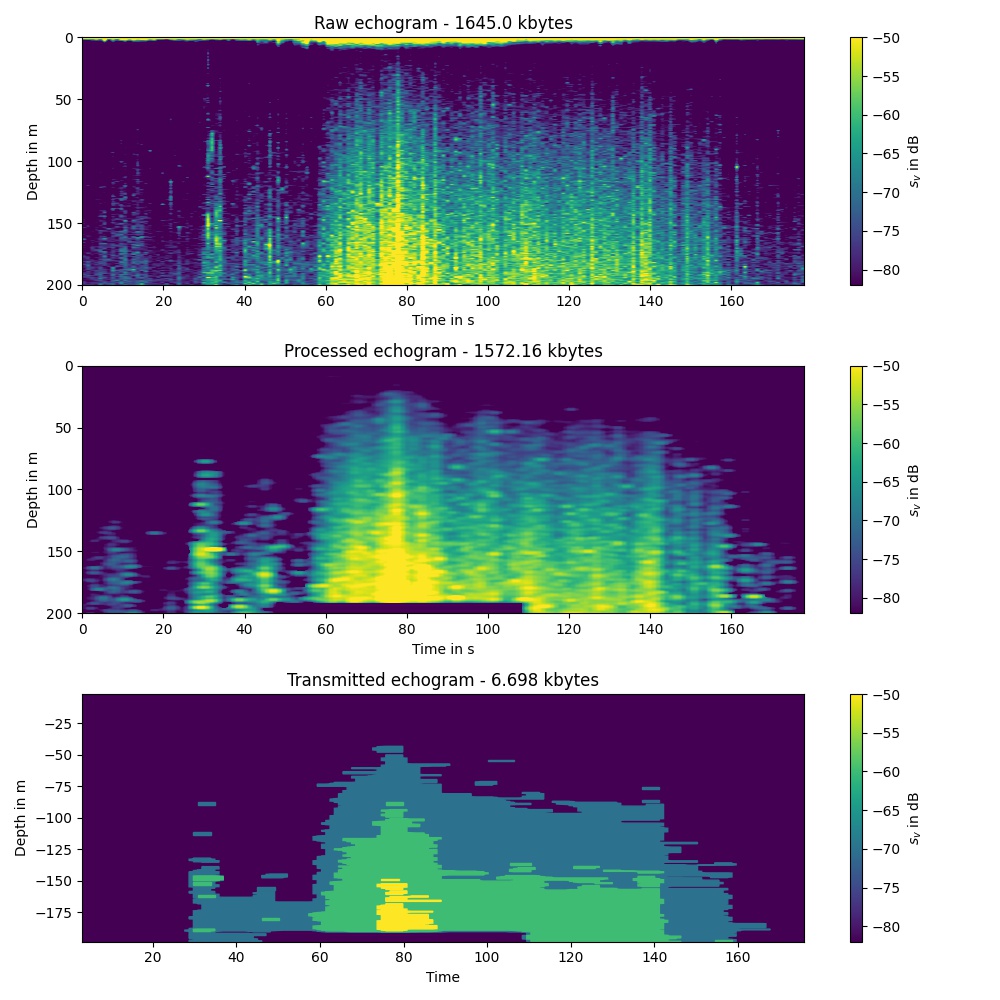 Raw echogram - 1645.0 kbytes
0
50
100
150
200
Depth in m
0 20 40 60 80 100 120 140 160
Time in s
−50
−55
−60
−65
−70
−75
−80
sv in dB
Processed echogram - 1572.16 kbytes
0
50
100
150
200
Depth in m
0 20 40 60 80 100 120 140 160
Time in s
−50
−55
−60
−65
−70
−75
−80
sv in dB
Transmitted echogram - 6.698 kbytes
−25
−50
−75
−100
−125
−150
−175
Depth in m
20 40 60 80 100 120 140 160
Time
−50
−55
−60
−65
−70
−75
−80
sv in dB